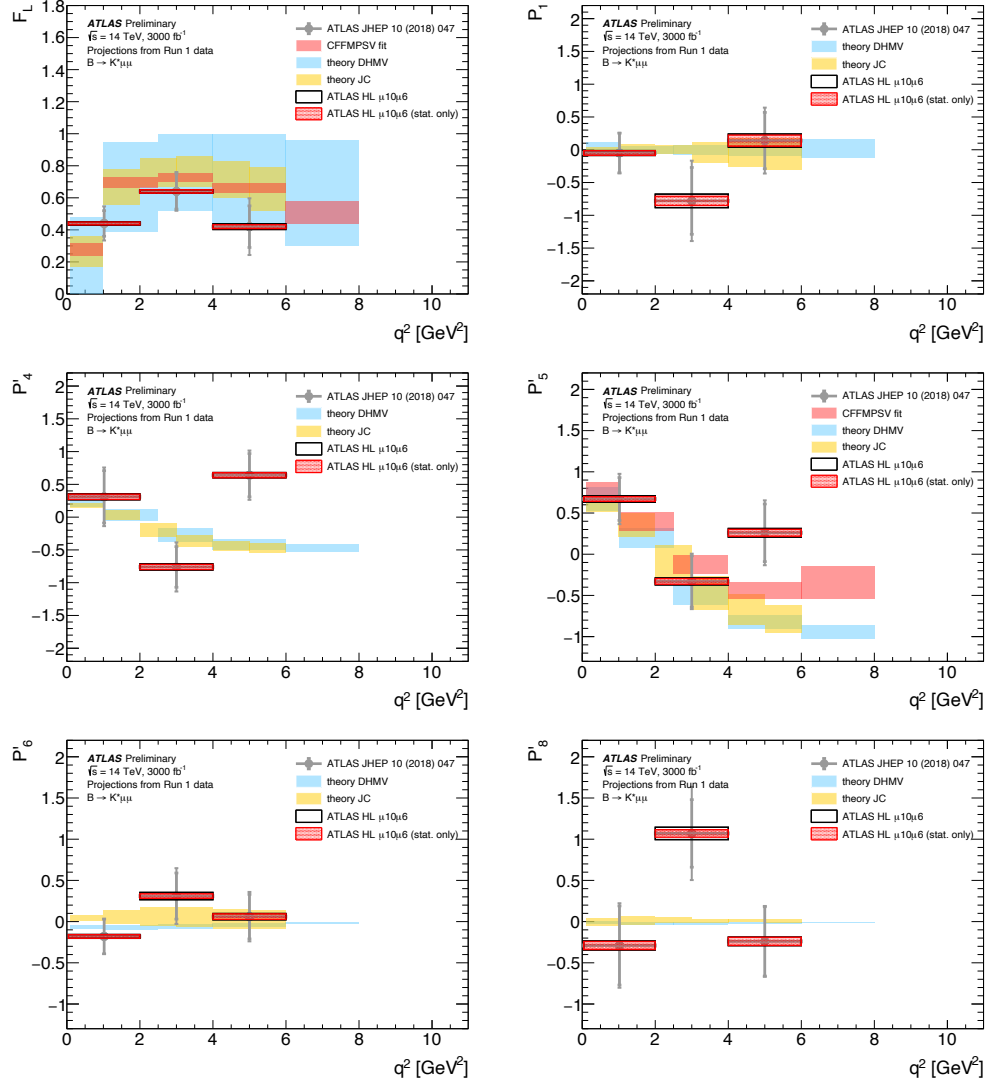 F_L
1.8
1.6
1.4
1.2
1
0.8
0.6
0.4
0.2
0
ATLAS Preliminary
√s = 14 TeV, 3000 fb⁻¹
Projections from Run 1 data
B → K*μμ
ATLAS JHEP 10 (2018) 047
CFFMPSV fit
theory DHMV
theory JC
ATLAS HL μ10μ6
ATLAS HL μ10μ6 (stat. only)
0 2 4 6 8 10
q² [GeV²]
P₁
2
1.5
1
0.5
0
−0.5
−1
−1.5
−2
ATLAS Preliminary
√s = 14 TeV, 3000 fb⁻¹
Projections from Run 1 data
B → K*μμ
ATLAS JHEP 10 (2018) 047
theory DHMV
theory JC
ATLAS HL μ10μ6
ATLAS HL μ10μ6 (stat. only)
0 2 4 6 8 10
q² [GeV²]
P'₄
2
1.5
1
0.5
0
−0.5
−1
−1.5
−2
ATLAS Preliminary
√s = 14 TeV, 3000 fb⁻¹
Projections from Run 1 data
B → K*μμ
ATLAS JHEP 10 (2018) 047
theory DHMV
theory JC
ATLAS HL μ10μ6
ATLAS HL μ10μ6 (stat. only)
0 2 4 6 8 10
q² [GeV²]
P'₅
2
1.5
1
0.5
0
−0.5
−1
ATLAS Preliminary
√s = 14 TeV, 3000 fb⁻¹
Projections from Run 1 data
B → K*μμ
ATLAS JHEP 10 (2018) 047
CFFMPSV fit
theory DHMV
theory JC
ATLAS HL μ10μ6
ATLAS HL μ10μ6 (stat. only)
0 2 4 6 8 10
q² [GeV²]
P'₆
2
1.5
1
0.5
0
−0.5
−1
ATLAS Preliminary
√s = 14 TeV, 3000 fb⁻¹
Projections from Run 1 data
B → K*μμ
ATLAS JHEP 10 (2018) 047
theory DHMV
theory JC
ATLAS HL μ10μ6
ATLAS HL μ10μ6 (stat. only)
0 2 4 6 8 10
q² [GeV²]
P'₈
2
1.5
1
0.5
0
−0.5
−1
ATLAS Preliminary
√s = 14 TeV, 3000 fb⁻¹
Projections from Run 1 data
B → K*μμ
ATLAS JHEP 10 (2018) 047
theory DHMV
theory JC
ATLAS HL μ10μ6
ATLAS HL μ10μ6 (stat. only)
0 2 4 6 8 10
q² [GeV²]